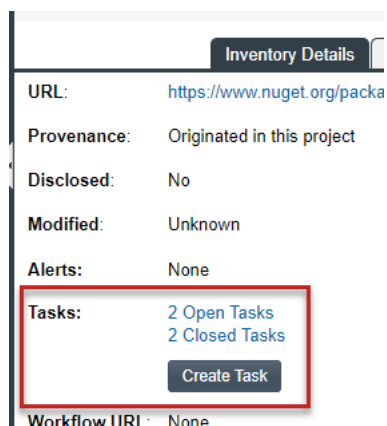 Inventory Details
URL: https://www.nuget.org/packa
Provenance: Originated in this project
Disclosed: No
Modified: Unknown
Alerts: None
Tasks: 2 Open Tasks
2 Closed Tasks
Create Task
Workflow URL: None